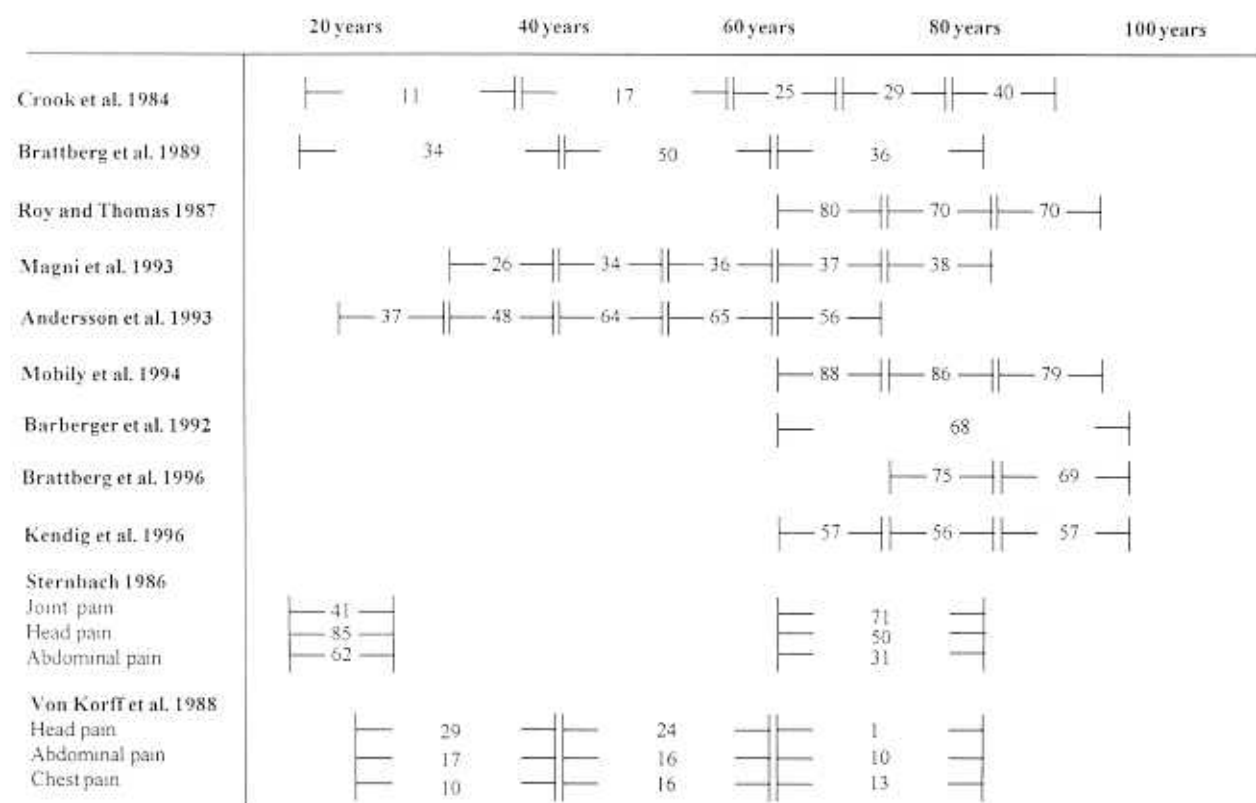 20 years 40 years 60 years 80 years 100 years
Crook et al. 1984 11 17 25 29 40
Brattberg et al. 1989 34 50 36
Roy and Thomas 1987 80 70 70
Magni et al. 1993 26 34 36 37 38
Andersson et al. 1993 37 48 64 65 56
Mobily et al. 1994 88 86 79
Barberger et al. 1992 68
Brattberg et al. 1996 75 69
Kendig et al. 1996 57 56 57
Sternbach 1986
Joint pain 41 71
Head pain 85 50
Abdominal pain 62 31
Von Korff et al. 1988
Head pain 29 24 1
Abdominal pain 17 16 10
Chest pain 10 16 13